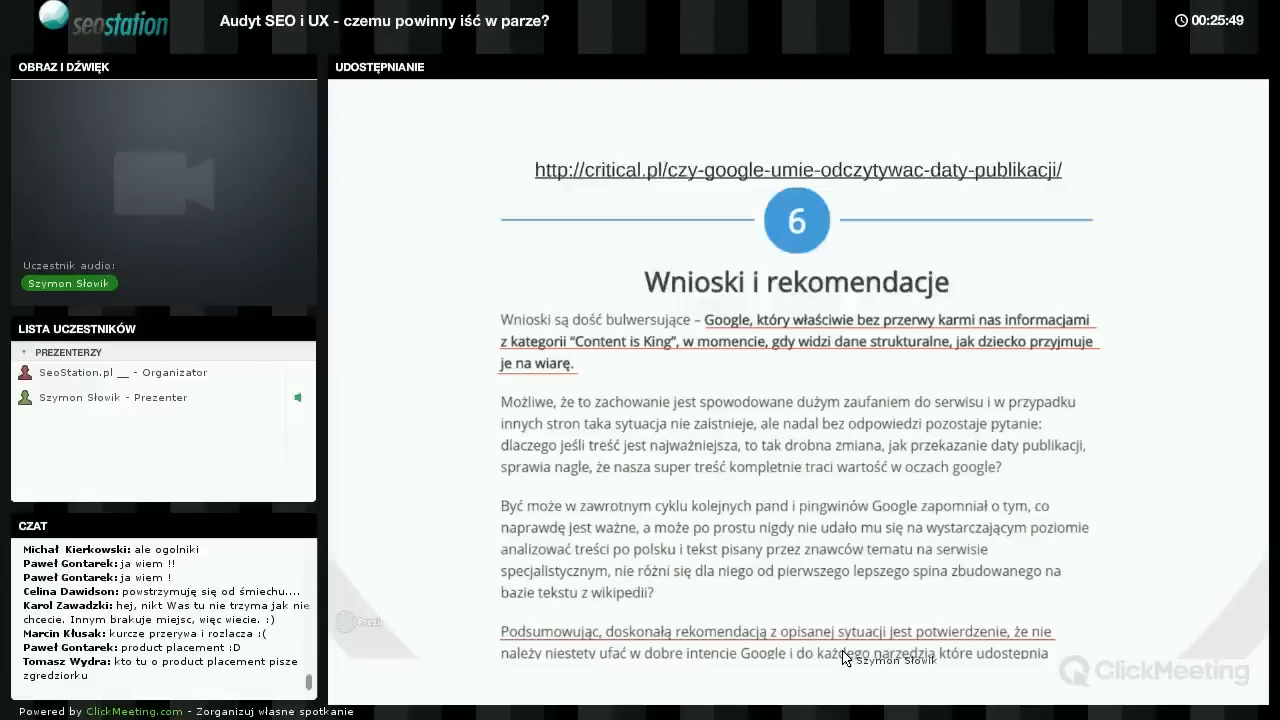 seostation
Audyt SEO i UX - czemu powinny iść w parze?
00:25:49
OBRAZ I DŹWIĘK
Uczestnik audio:
Szymon Słowik
LISTA UCZESTNIKÓW
PREZENTERZY
SeoStation.pl __ - Organizator
Szymon Słowik - Prezenter
CZAT
Michał Kierkowski: ale ogolniki
Paweł Gontarek: ja wiem !!
Paweł Gontarek: ja wiem !
Celina Dawidson: powstrzymuję się od śmiechu....
Karol Zawadzki: hej, nikt Was tu nie trzyma jak nie
chcecie. Innym brakuje miejsc, więc wiecie. :)
Marcin Kłusak: kurcze przerywa i rozlacza :(
Paweł Gontarek: product placement :D
Tomasz Wydra: kto tu o product placement pisze
zgredziorku
Powered by ClickMeeting.com - Zorganizuj własne spotkanie
UDOSTĘPNIANIE
http://critical.pl/czy-google-umie-odczytywac-daty-publikacji/
6
Wnioski i rekomendacje
Wnioski są dość bulwersujące – Google, który właściwie bez przerwy karmi nas informacjami
z kategorii “Content is King”, w momencie, gdy widzi dane strukturalne, jak dziecko przyjmuje
je na wiarę.
Możliwe, że to zachowanie jest spowodowane dużym zaufaniem do serwisu i w przypadku
innych stron taka sytuacja nie zaistnieje, ale nadal bez odpowiedzi pozostaje pytanie:
dlaczego jeśli treść jest najważniejsza, to tak drobna zmiana, jak przekazanie daty publikacji,
sprawia nagle, że nasza super treść kompletnie traci wartość w oczach google?
Być może w zawrotnym cyklu kolejnych pand i pingwinów Google zapomniał o tym, co
naprawdę jest ważne, a może po prostu nigdy nie udało mu się na wystarczającym poziomie
analizować treści po polsku i tekst pisany przez znawców tematu na serwisie
specjalistycznym, nie różni się dla niego od pierwszego lepszego spina zbudowanego na
bazie tekstu z wikipedii?
Podsumowując, doskonałą rekomendacją z opisanej sytuacji jest potwierdzenie, że nie
należy niestety ufać w dobre intencje Google i do każdego narzędzia które udostępnia
Szymon Słowik
Prezi
ClickMeeting